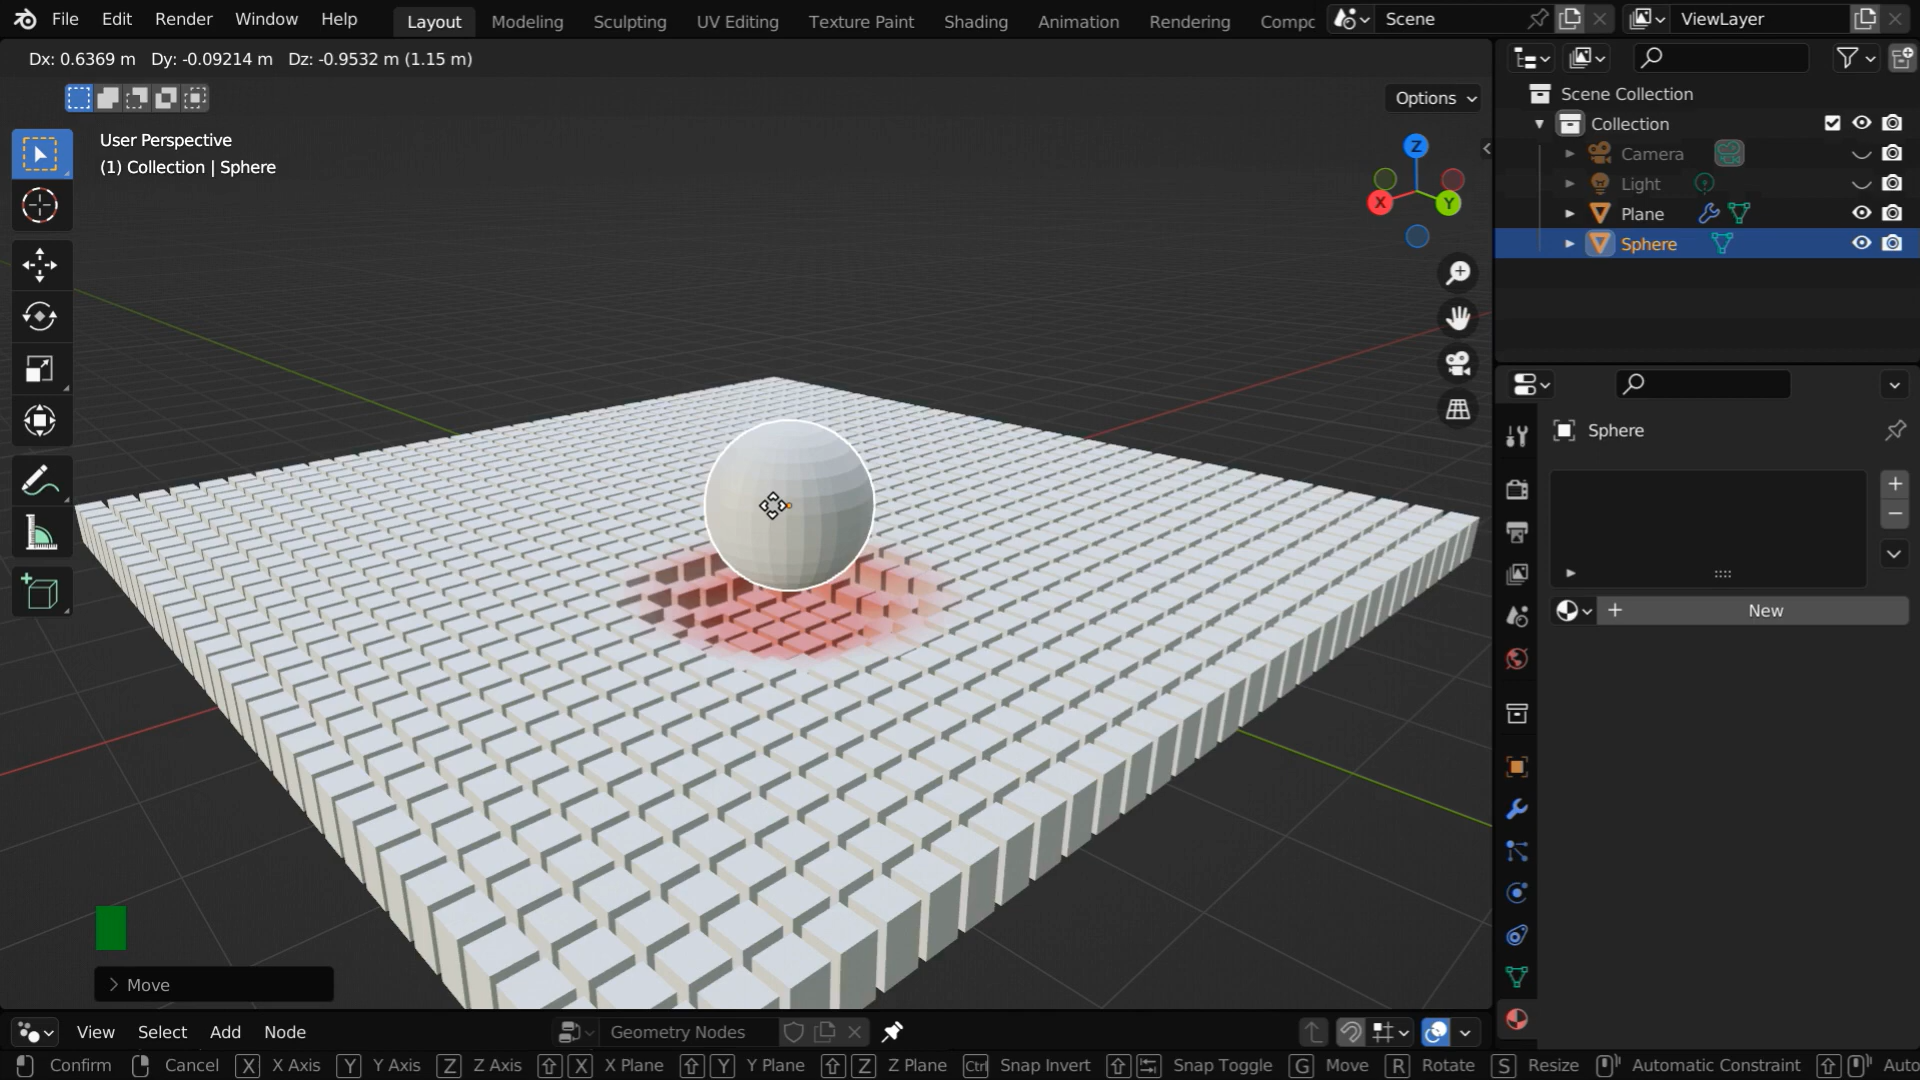 File Edit Render Window Help
Layout Modeling Sculpting UV Editing Texture Paint Shading Animation Rendering Compc
Scene
ViewLayer
Dx: 0.6369 m Dy: -0.09214 m Dz: -0.9532 m (1.15 m)
Options
User Perspective
(1) Collection | Sphere
Z
X
Y
Scene Collection
Collection
Camera
Light
Plane
Sphere
Sphere
New
Move
View Select Add Node
Geometry Nodes
Confirm Cancel X X Axis Y Y Axis Z Z Axis X X Plane Y Y Plane Z Z Plane Ctrl Snap Invert Snap Toggle G Move R Rotate S Resize Automatic Constraint Auto